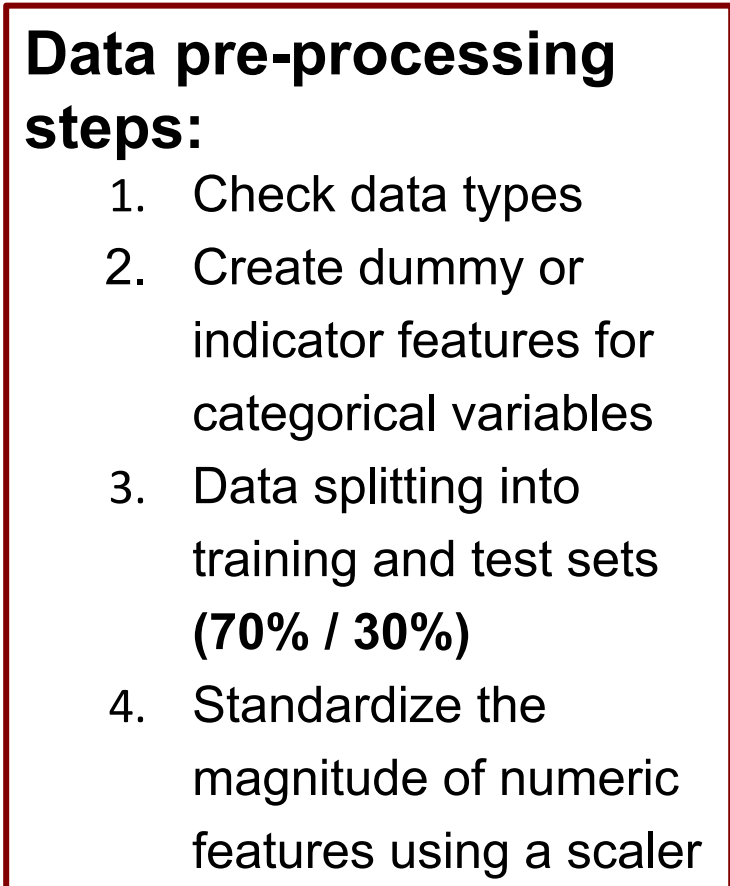 Data pre-processing
steps:
1. Check data types
2. Create dummy or
indicator features for
categorical variables
3. Data splitting into
training and test sets
(70% / 30%)
4. Standardize the
magnitude of numeric
features using a scaler